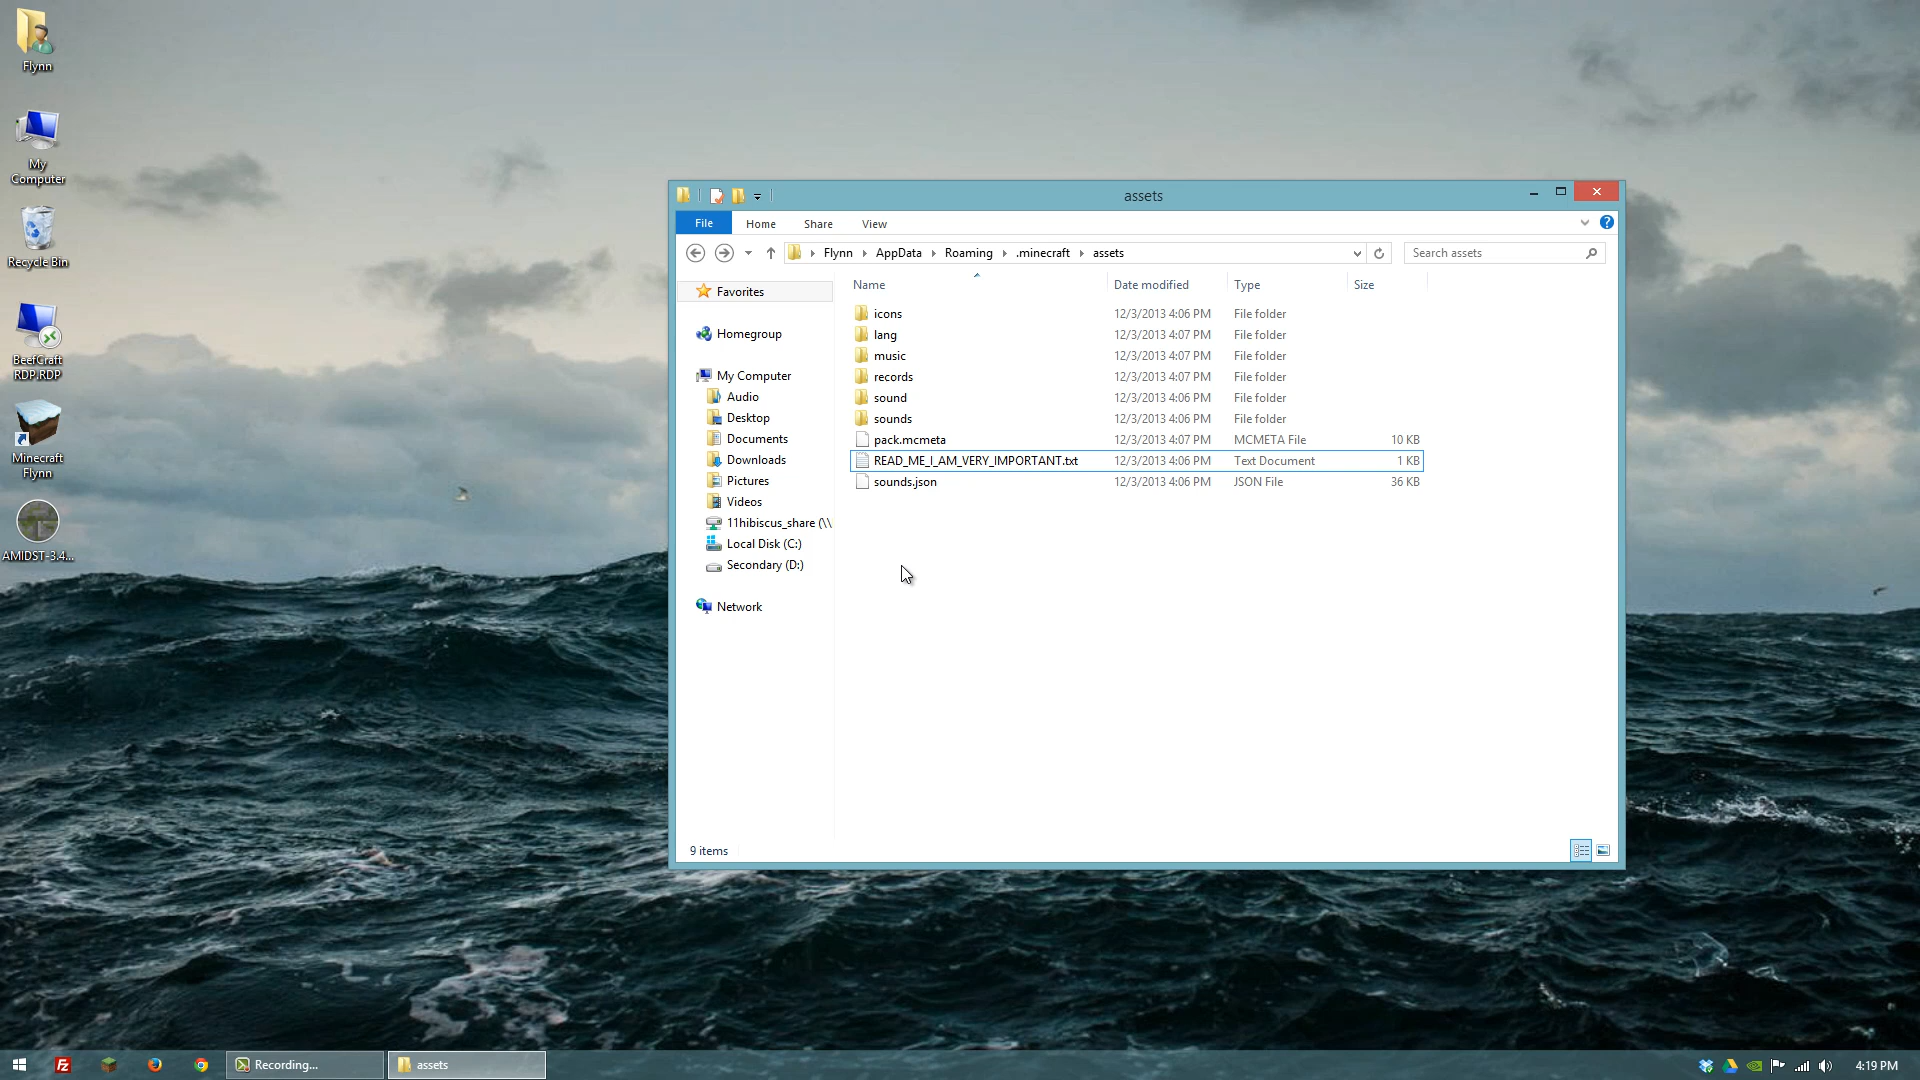 Flynn
My
Computer
Recycle Bin
BeefCraft
RDP.RDP
Minecraft
Flynn
AMIDST-3.4...
assets
File Home Share View
Flynn AppData Roaming .minecraft assets Search assets
Name Date modified Type Size
Favorites
Homegroup
My Computer
Audio
Desktop
Documents
Downloads
Pictures
Videos
11hibiscus_share (\\
Local Disk (C:)
Secondary (D:)
Network
icons 12/3/2013 4:06 PM File folder
lang 12/3/2013 4:07 PM File folder
music 12/3/2013 4:07 PM File folder
records 12/3/2013 4:07 PM File folder
sound 12/3/2013 4:06 PM File folder
sounds 12/3/2013 4:06 PM File folder
pack.mcmeta 12/3/2013 4:07 PM MCMETA File 10 KB
READ_ME_I_AM_VERY_IMPORTANT.txt 12/3/2013 4:06 PM Text Document 1 KB
sounds.json 12/3/2013 4:06 PM JSON File 36 KB
9 items
Recording... assets 4:19 PM